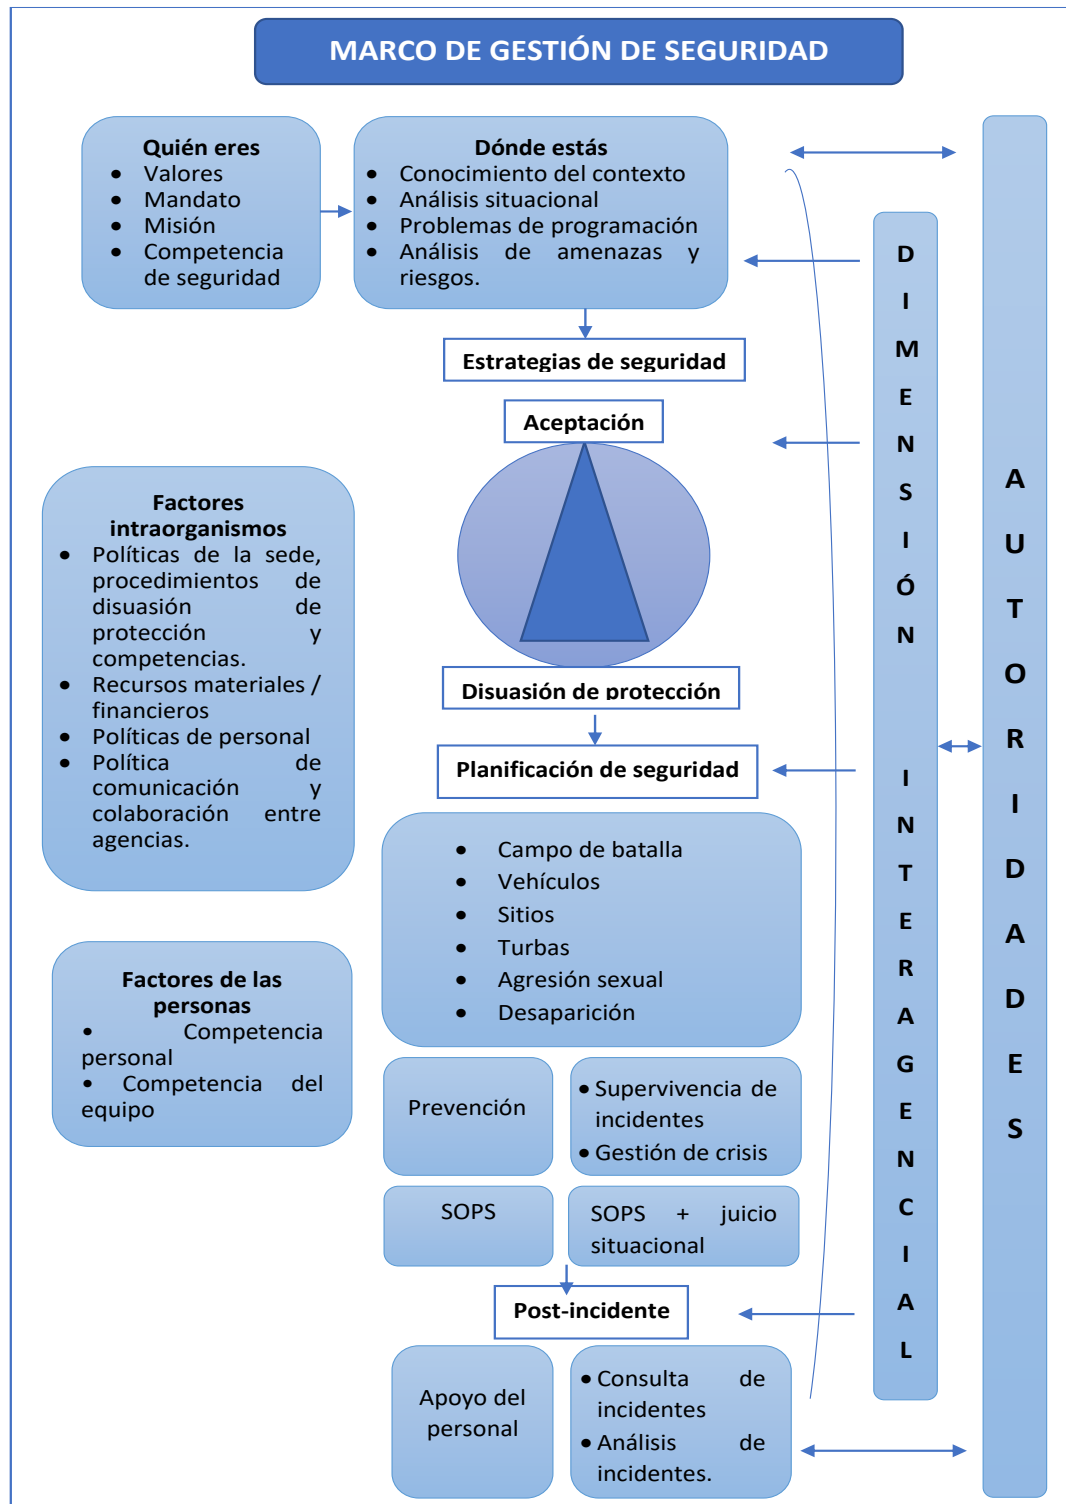 MARCO DE GESTIÓN DE SEGURIDAD
Quién eres
• Valores
• Mandato
• Misión
• Competencia
de seguridad
Dónde estás
• Conocimiento del contexto
• Análisis situacional
• Problemas de programación
• Análisis de amenazas y
riesgos.
Estrategias de seguridad
Aceptación
Factores
intraorganismos
• Políticas de la sede,
procedimientos de
disuasión de
protección y
competencias.
• Recursos materiales /
financieros
• Políticas de personal
• Política de
comunicación y
colaboración entre
agencias.
Disuasión de protección
Planificación de seguridad
• Campo de batalla
• Vehículos
• Sitios
• Turbas
• Agresión sexual
• Desaparición
Factores de las
personas
• Competencia
personal
• Competencia del
equipo
Prevención
• Supervivencia de
incidentes
• Gestión de crisis
SOPS
SOPS + juicio
situacional
Post-incidente
Apoyo del
personal
• Consulta de
incidentes
• Análisis de
incidentes.
DIMENSIÓN INTERAGENCIAL
AUTORIDADES